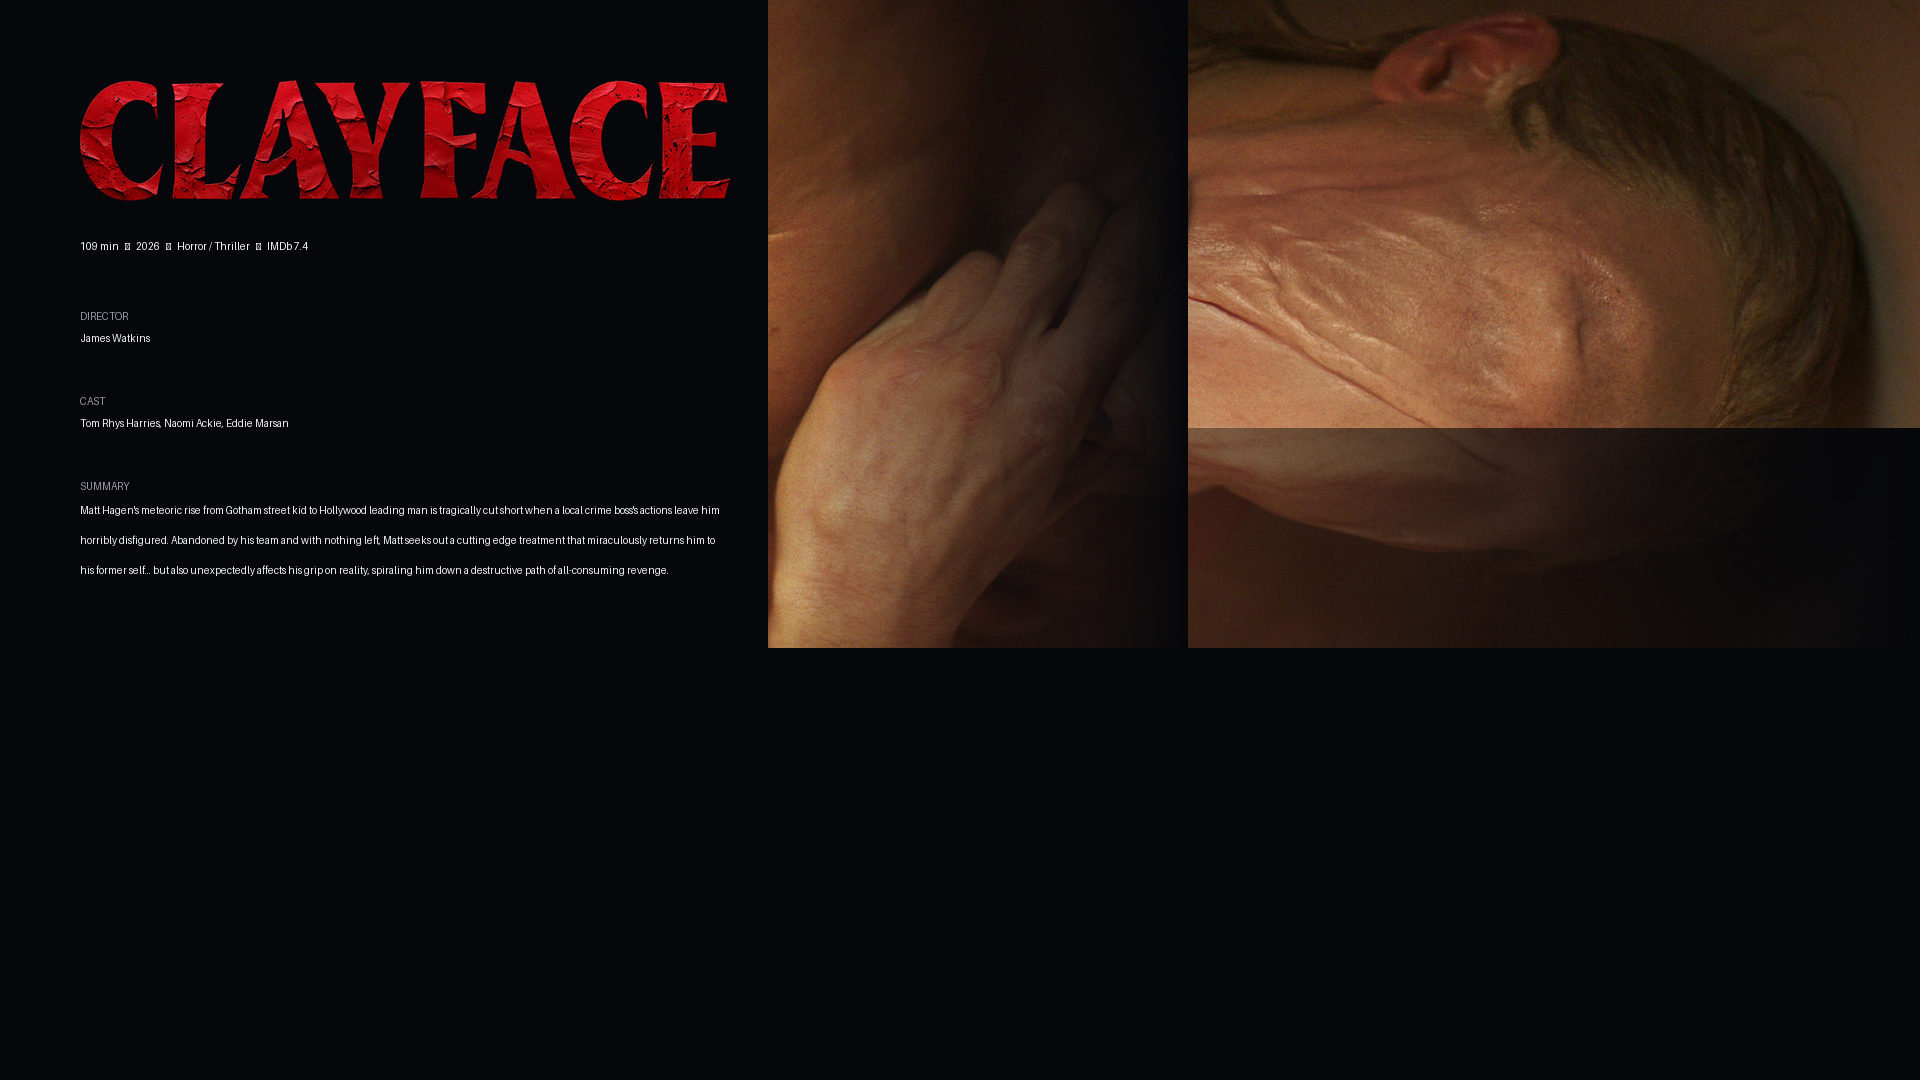 CLAYFACE
109 min 2026 Horror / Thriller IMDb 7.4
DIRECTOR
James Watkins
CAST
Tom Rhys Harries, Naomi Ackie, Eddie Marsan
SUMMARY
Matt Hagen's meteoric rise from Gotham street kid to Hollywood leading man is tragically cut short when a local crime boss's actions leave him
horribly disfigured. Abandoned by his team and with nothing left, Matt seeks out a cutting edge treatment that miraculously returns him to
his former self... but also unexpectedly affects his grip on reality, spiraling him down a destructive path of all-consuming revenge.